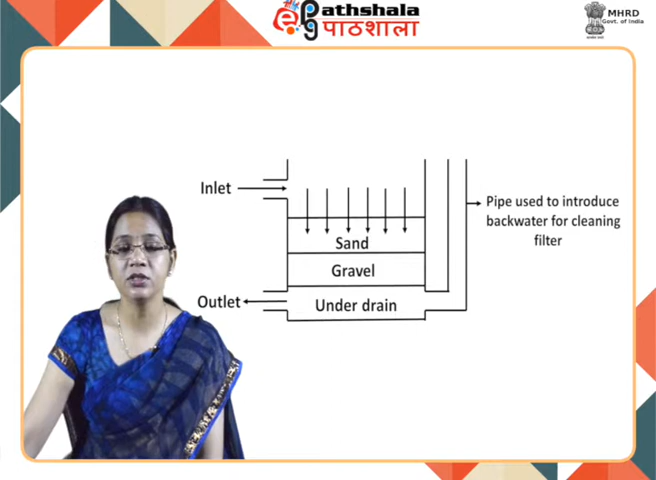 ePgPathshala
पाठशाला
MHRD
Govt. of India
Inlet
Sand
Gravel
Outlet
Under drain
Pipe used to introduce
backwater for cleaning
filter